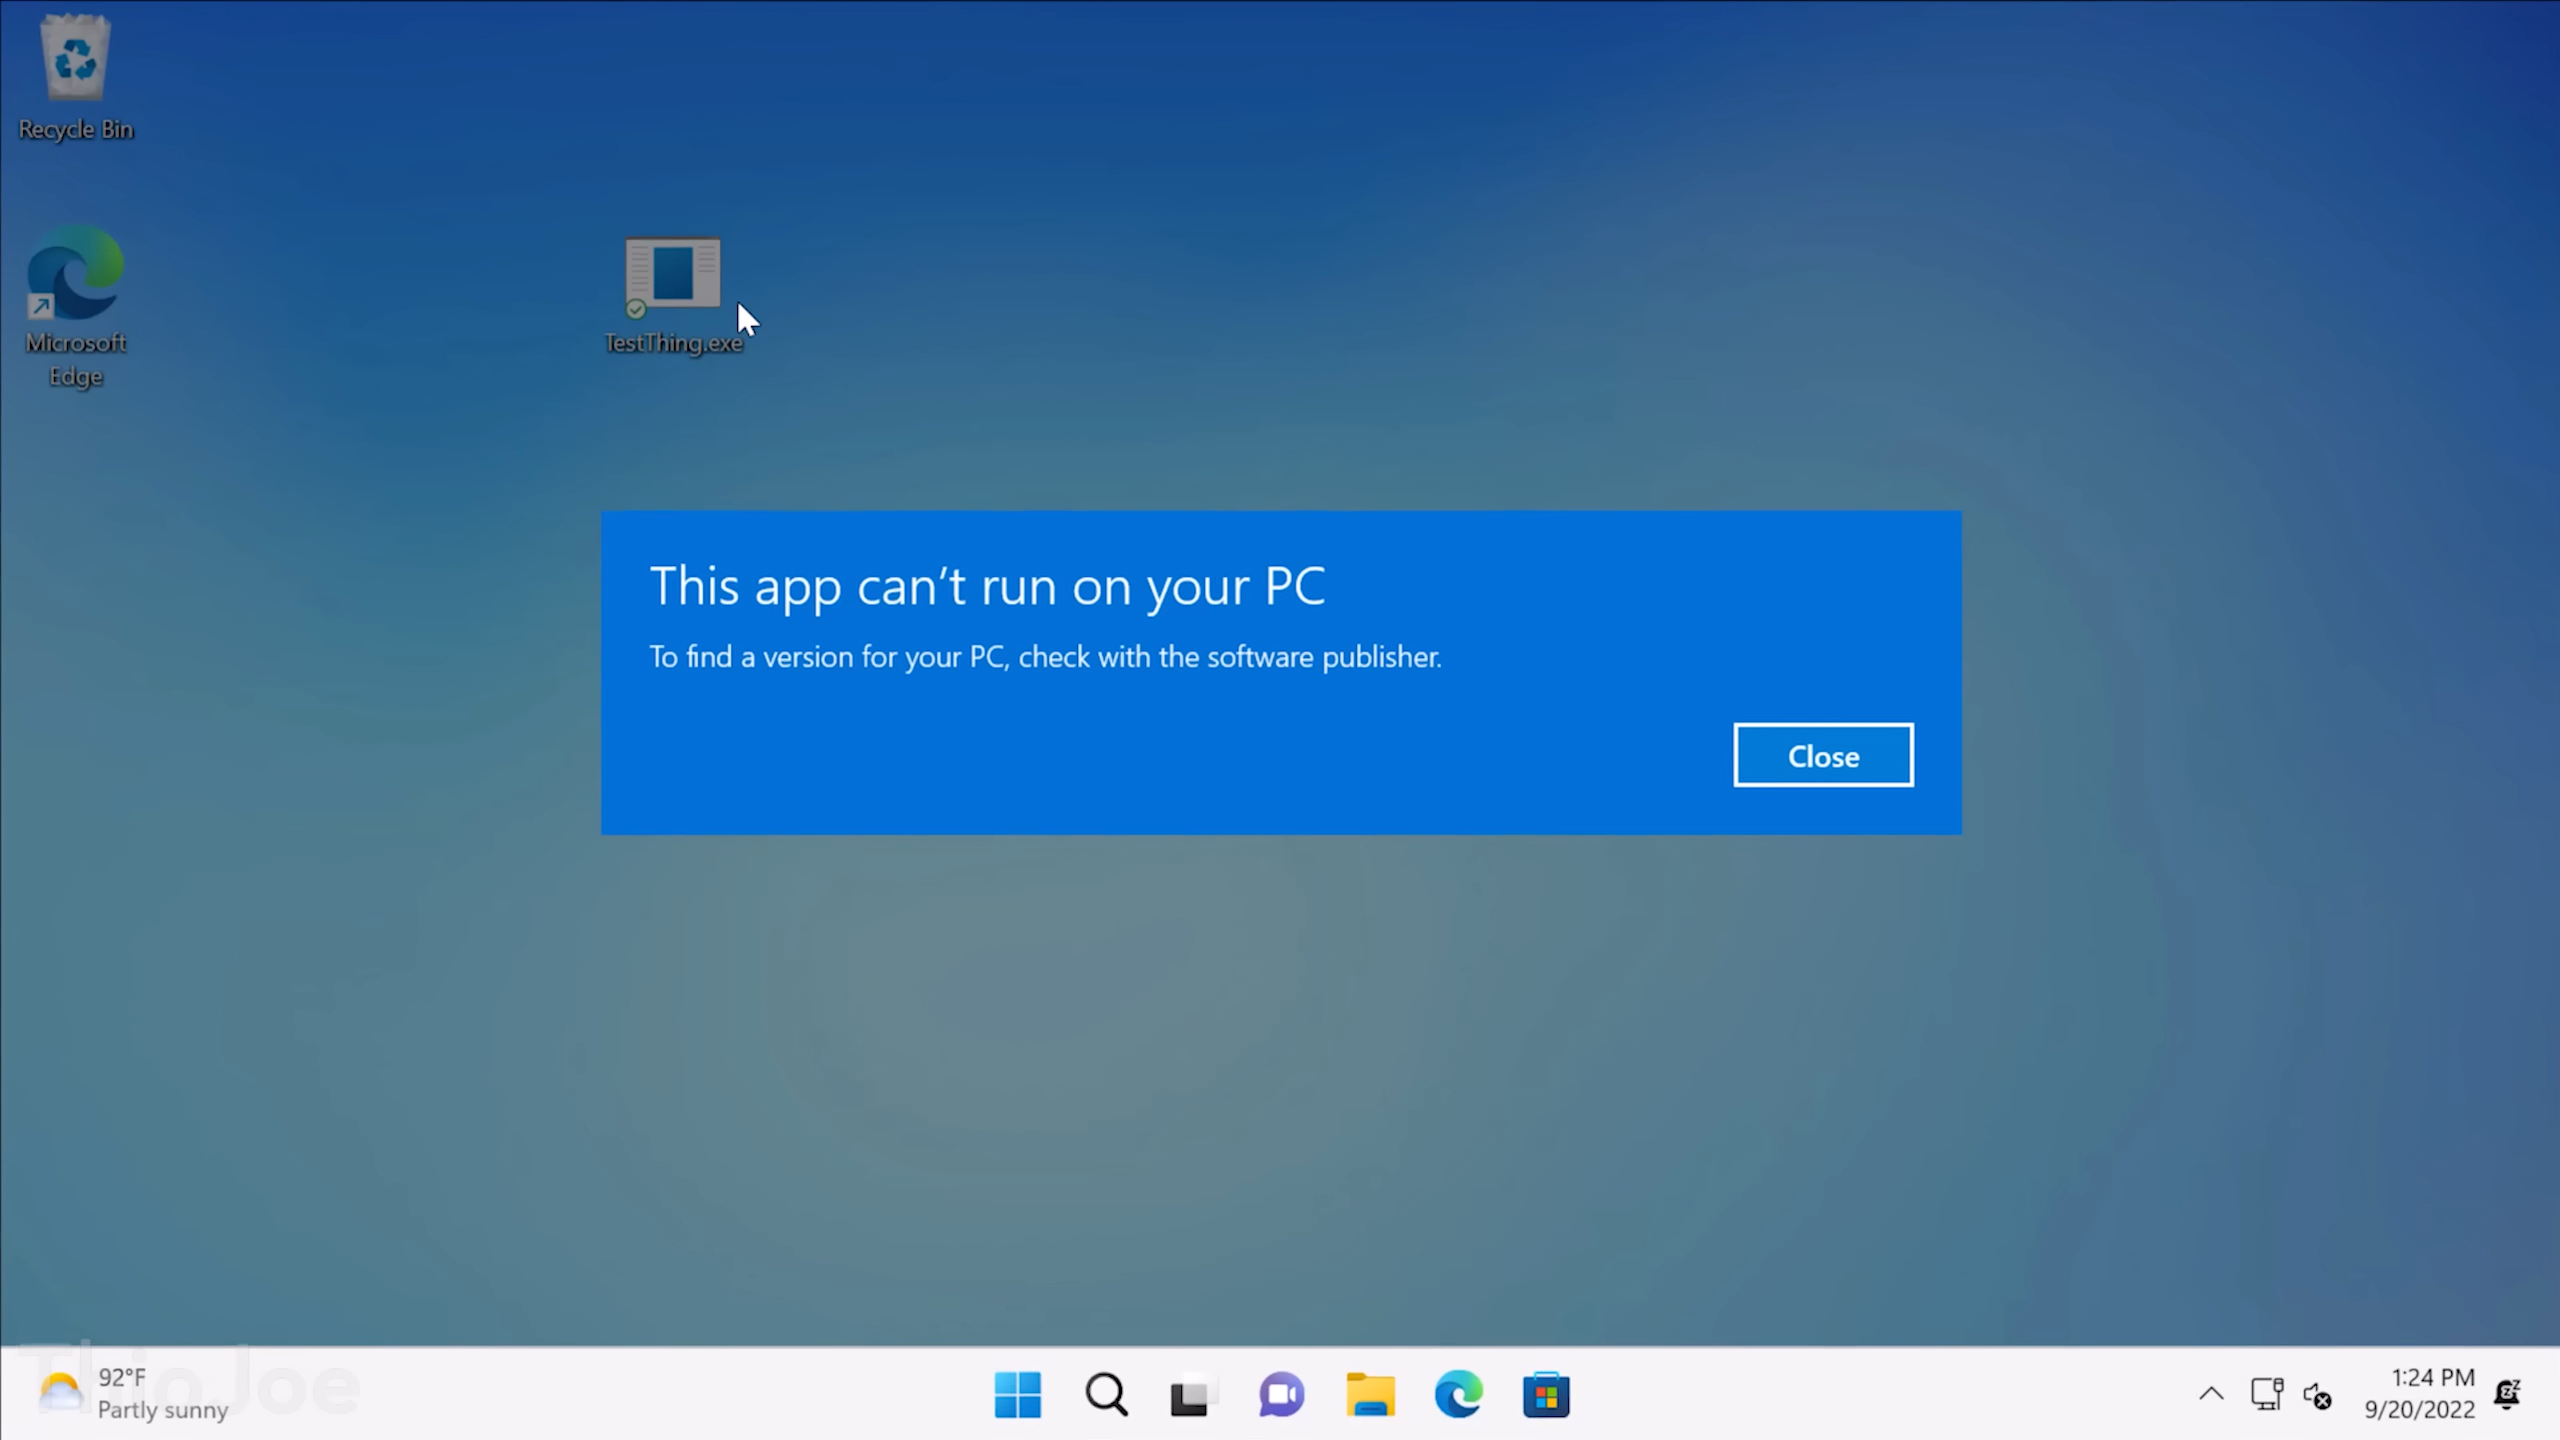 Recycle Bin
Microsoft
Edge
TestThing.exe
This app can’t run on your PC
To find a version for your PC, check with the software publisher.
Close
ThioJoe
92°F
Partly sunny
1:24 PM
9/20/2022